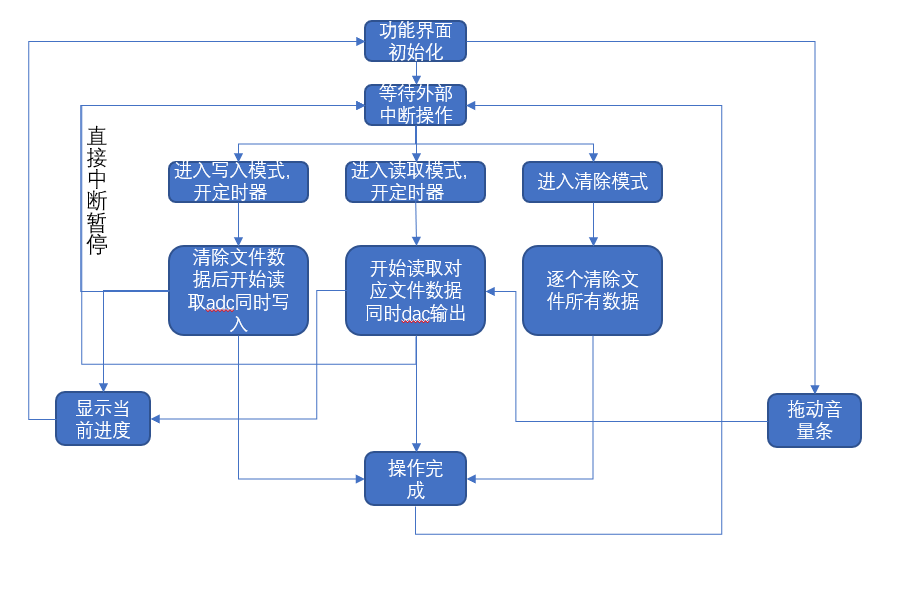 功能界面
初始化
等待外部
中断操作
直接中断暂停
进入写入模式,
开定时器
进入读取模式,
开定时器
进入清除模式
清除文件数
据后开始读
取adc同时写
入
开始读取对
应文件数据
同时dac输出
逐个清除文
件所有数据
显示当
前进度
拖动音
量条
操作完
成